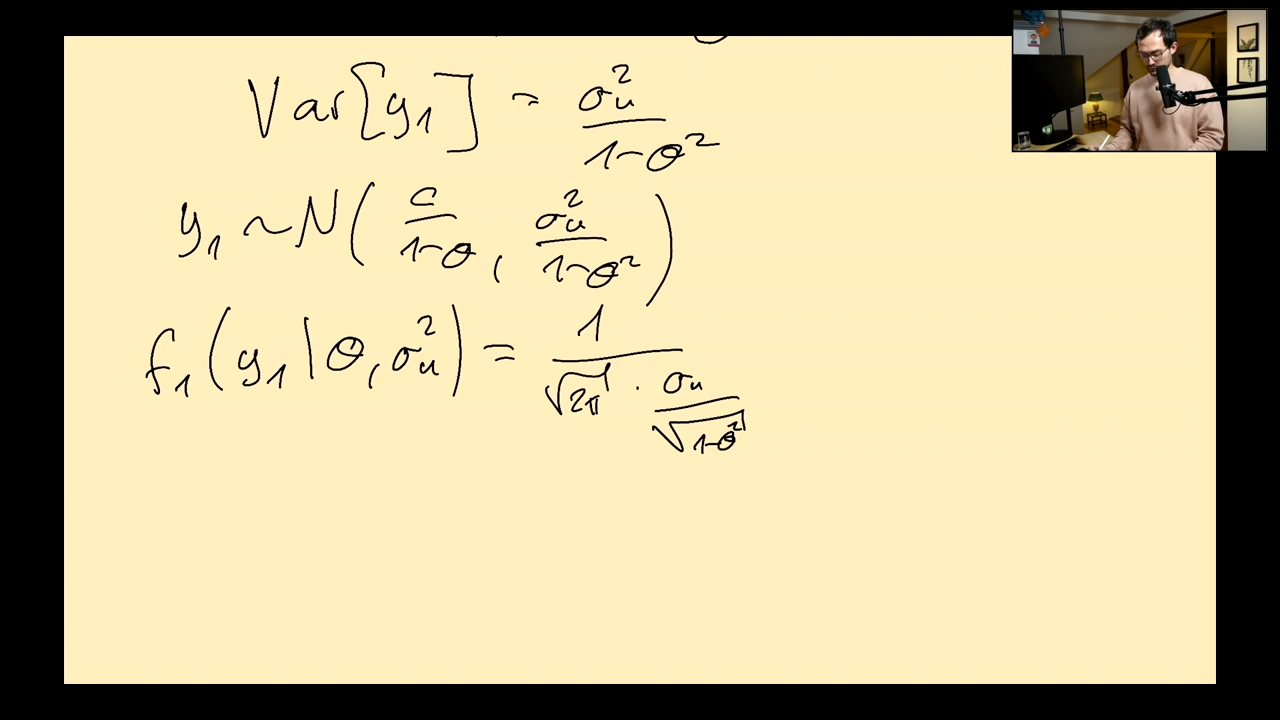 Var[y₁] = σᵤ² / (1-θ²)
y₁ ~ N( c / (1-θ) , σᵤ² / (1-θ²) )
f₁(y₁|θ,σᵤ²) = 1 / (√2π · σᵤ / √(1-θ²))